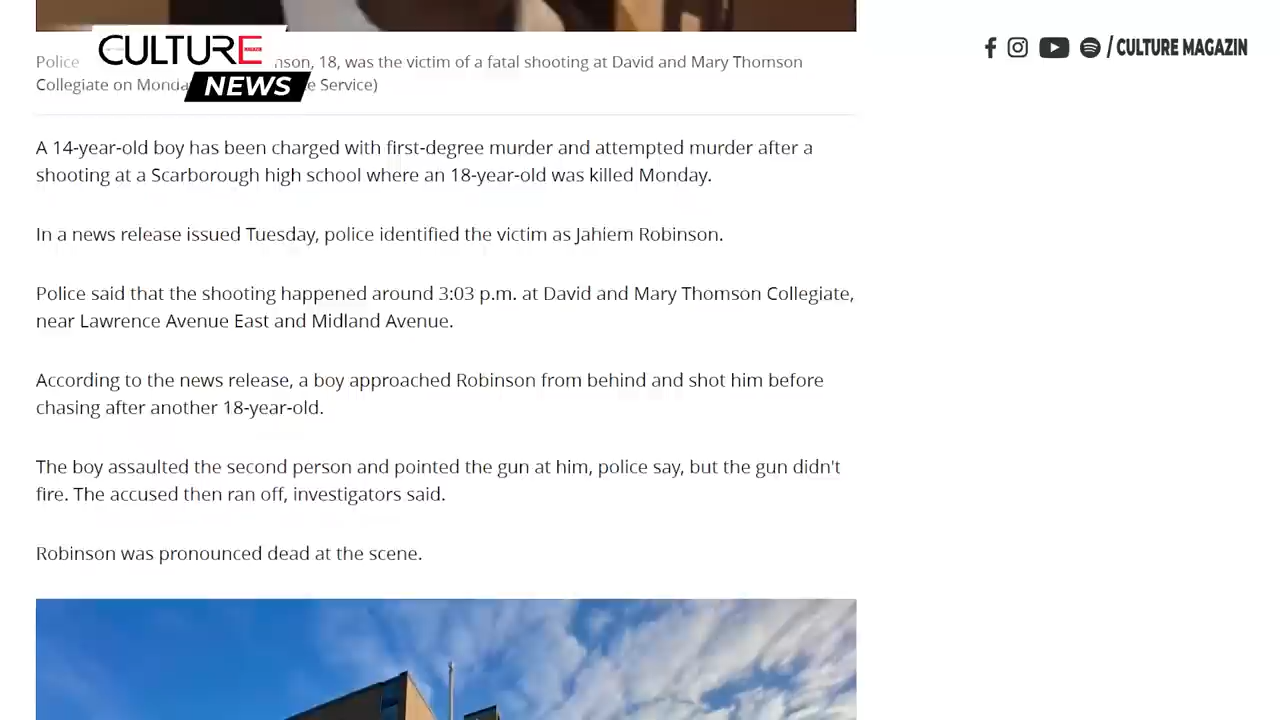 CULTURE
NEWS
/ CULTURE MAGAZIN
Police nson, 18, was the victim of a fatal shooting at David and Mary Thomson
Collegiate on Monda e Service)
A 14-year-old boy has been charged with first-degree murder and attempted murder after a
shooting at a Scarborough high school where an 18-year-old was killed Monday.
In a news release issued Tuesday, police identified the victim as Jahiem Robinson.
Police said that the shooting happened around 3:03 p.m. at David and Mary Thomson Collegiate,
near Lawrence Avenue East and Midland Avenue.
According to the news release, a boy approached Robinson from behind and shot him before
chasing after another 18-year-old.
The boy assaulted the second person and pointed the gun at him, police say, but the gun didn't
fire. The accused then ran off, investigators said.
Robinson was pronounced dead at the scene.